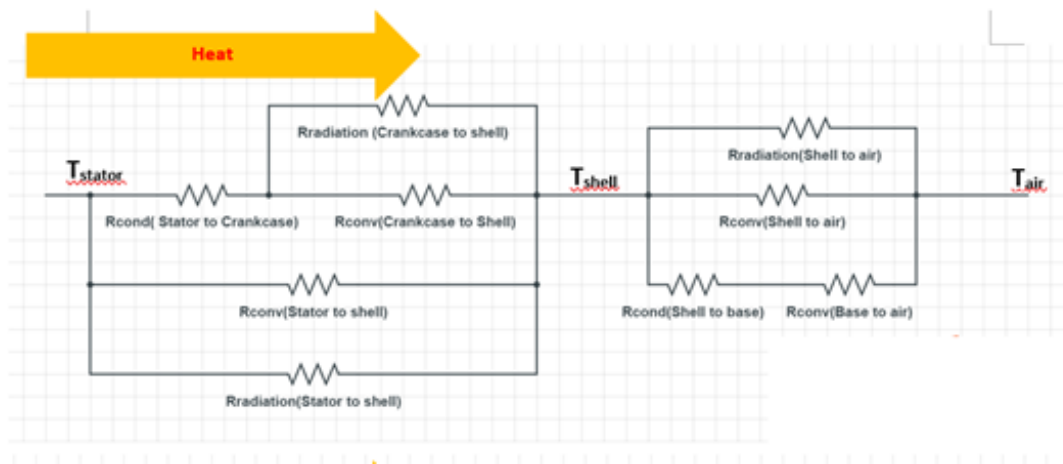 Heat
Rradiation (Crankcase to shell)
Rradiation(Shell to air)
Tstator
Tshell
Tair
Rcond( Stator to Crankcase)
Rconv(Crankcase to Shell)
Rconv(Shell to air)
Rconv(Stator to shell)
Rcond(Shell to base)
Rconv(Base to air)
Rradiation(Stator to shell)